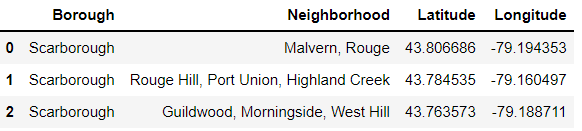 Borough Neighborhood Latitude Longitude
0 Scarborough Malvern, Rouge 43.806686 -79.194353
1 Scarborough Rouge Hill, Port Union, Highland Creek 43.784535 -79.160497
2 Scarborough Guildwood, Morningside, West Hill 43.763573 -79.188711